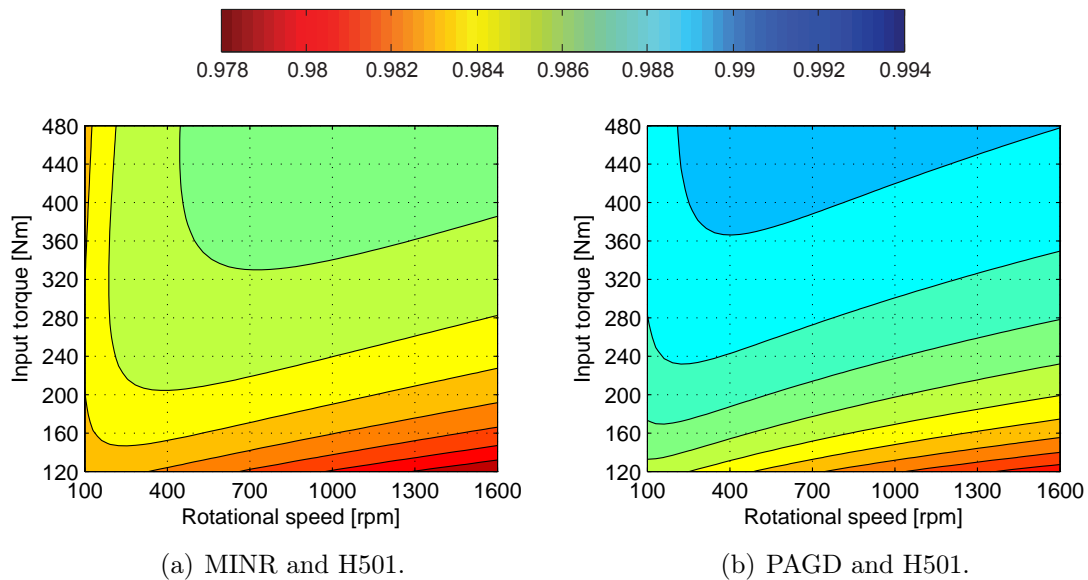 0.978 0.98 0.982 0.984 0.986 0.988 0.99 0.992 0.994
Input torque [Nm]
480
440
400
360
320
280
240
200
160
120
100 400 700 1000 1300 1600
Rotational speed [rpm]
(a) MINR and H501.
Input torque [Nm]
480
440
400
360
320
280
240
200
160
120
100 400 700 1000 1300 1600
Rotational speed [rpm]
(b) PAGD and H501.